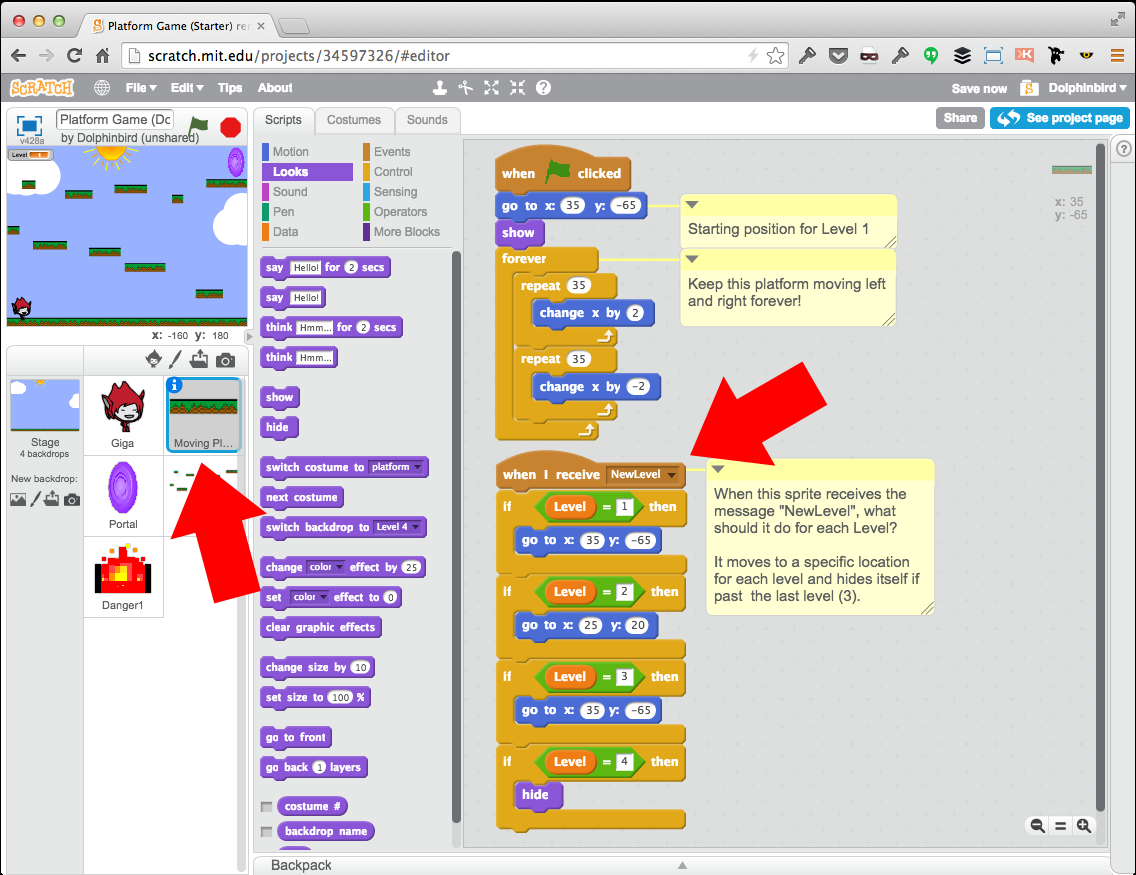 Platform Game (Starter) re
scratch.mit.edu/projects/34597326/#editor
SCRATCH
File
Edit
Tips
About
Save now
S
Dolphinbird
Platform Game (Dc
by Dolphinbird (unshared)
v428a
Scripts
Costumes
Sounds
Share
See project page
Level 1
x: -160 y: 180
Stage
4 backdrops
New backdrop:
Giga
Moving Pl...
Portal
Danger1
Motion
Looks
Sound
Pen
Data
Events
Control
Sensing
Operators
More Blocks
say Hello! for 2 secs
say Hello!
think Hmm... for 2 secs
think Hmm...
show
hide
switch costume to platform
next costume
switch backdrop to Level 4
change color effect by 25
set color effect to 0
clear graphic effects
change size by 10
set size to 100 %
go to front
go back 1 layers
costume #
backdrop name
when clicked
go to x: 35 y: -65
show
forever
repeat 35
change x by 2
repeat 35
change x by -2
Starting position for Level 1
Keep this platform moving left
and right forever!
x: 35
y: -65
when I receive NewLevel
if Level = 1 then
go to x: 35 y: -65
if Level = 2 then
go to x: 25 y: 20
if Level = 3 then
go to x: 35 y: -65
if Level = 4 then
hide
When this sprite receives the
message "NewLevel", what
should it do for each Level?
It moves to a specific location
for each level and hides itself if
past the last level (3).
Backpack